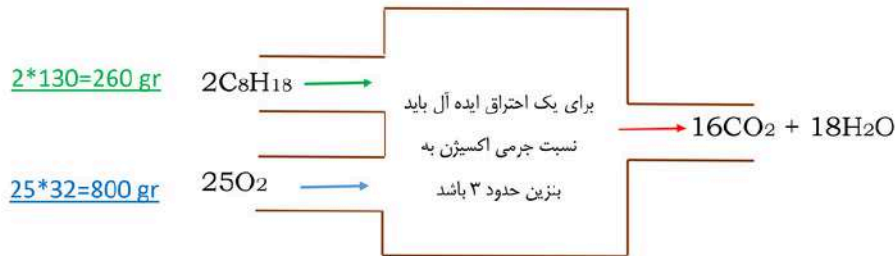 2*130=260 gr
2C₈H₁₈
برای یک احتراق ایده آل باید
نسبت جرمی اکسیژن به
بنزین حدود ۳ باشد
16CO₂ + 18H₂O
25*32=800 gr
25O₂